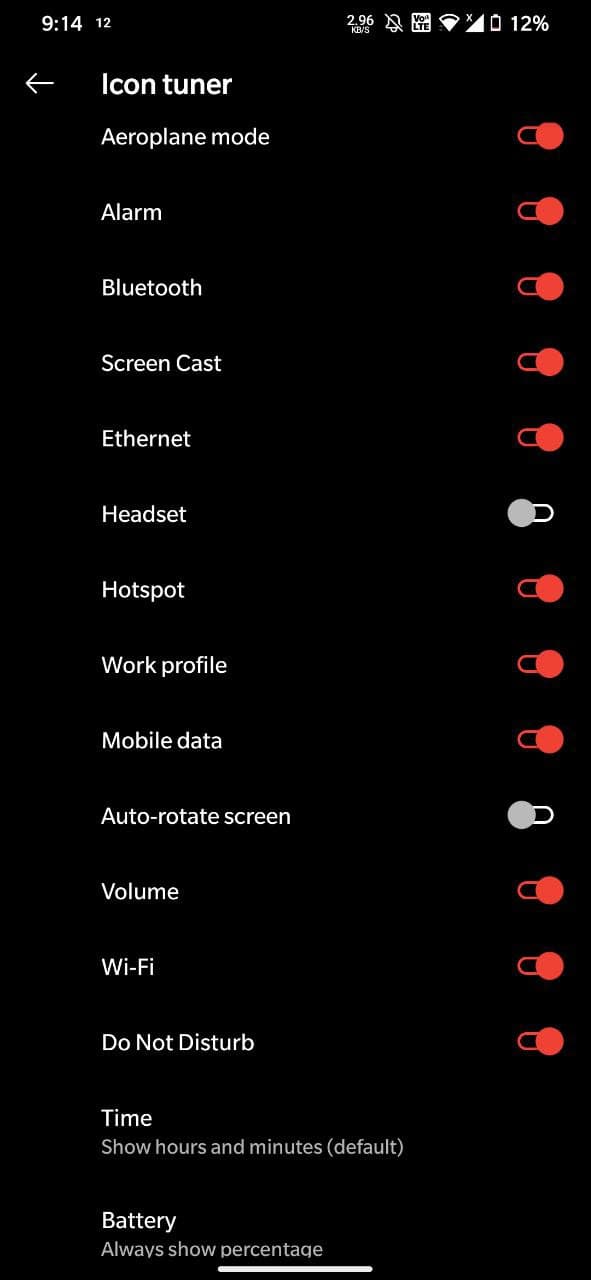 9:14 12 2.96 KB/S Vo) LTE X 12%
Icon tuner
Aeroplane mode
Alarm
Bluetooth
Screen Cast
Ethernet
Headset
Hotspot
Work profile
Mobile data
Auto-rotate screen
Volume
Wi-Fi
Do Not Disturb
Time
Show hours and minutes (default)
Battery
Always show percentage